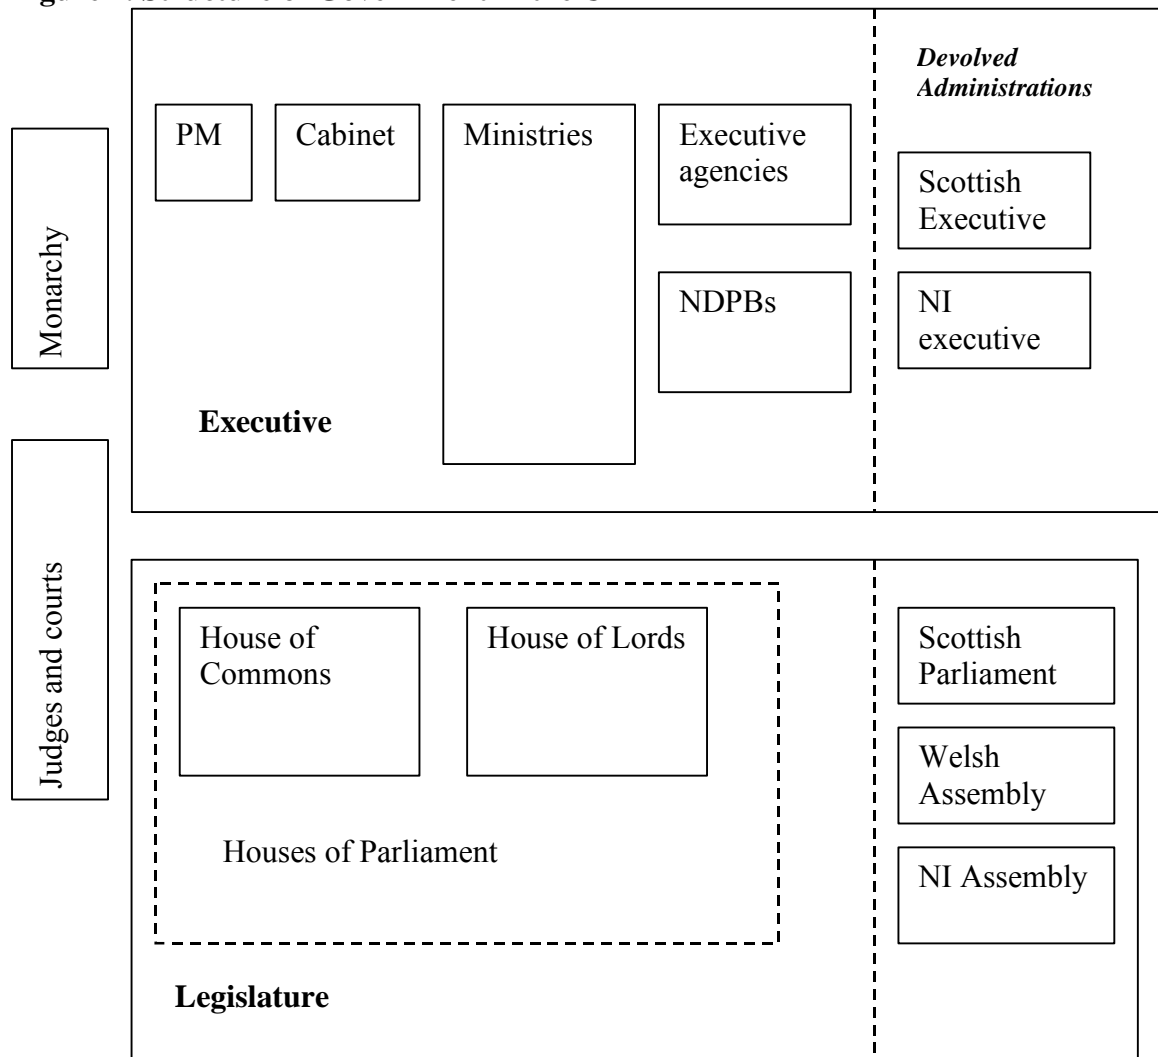 Devolved
Administrations
PM
Cabinet
Ministries
Executive
agencies
Scottish
Executive
Monarchy
NDPBs
NI
executive
Executive
Judges and courts
House of
Commons
House of Lords
Scottish
Parliament
Welsh
Assembly
Houses of Parliament
NI Assembly
Legislature